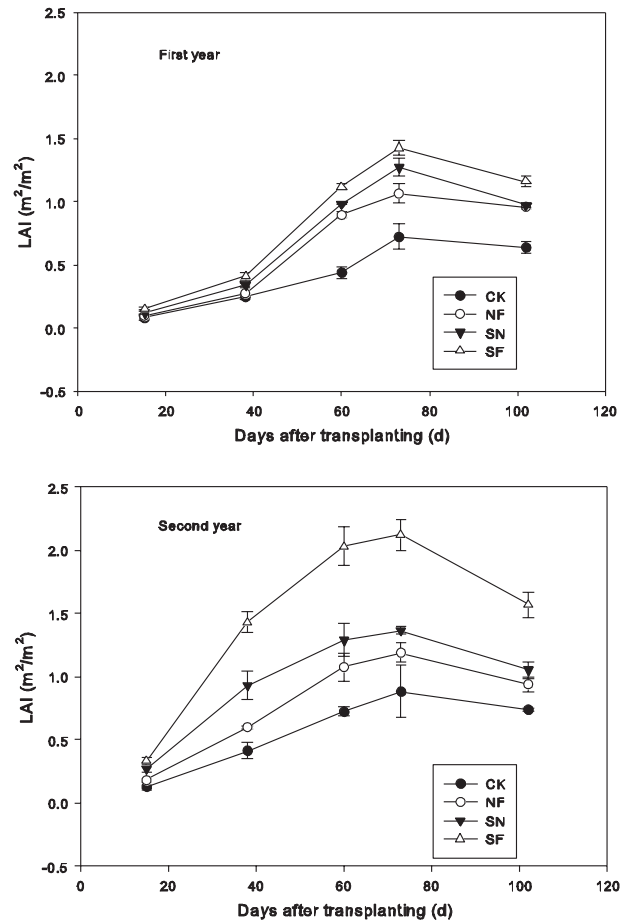 2.5
First year
2.0
1.5
1.0
0.5
0.0
-0.5
LAI (m²/m²)
CK
NF
SN
SF
0 20 40 60 80 100 120
Days after transplanting (d)
2.5
Second year
2.0
1.5
1.0
0.5
0.0
-0.5
LAI (m²/m²)
CK
NF
SN
SF
0 20 40 60 80 100 120
Days after transplanting (d)